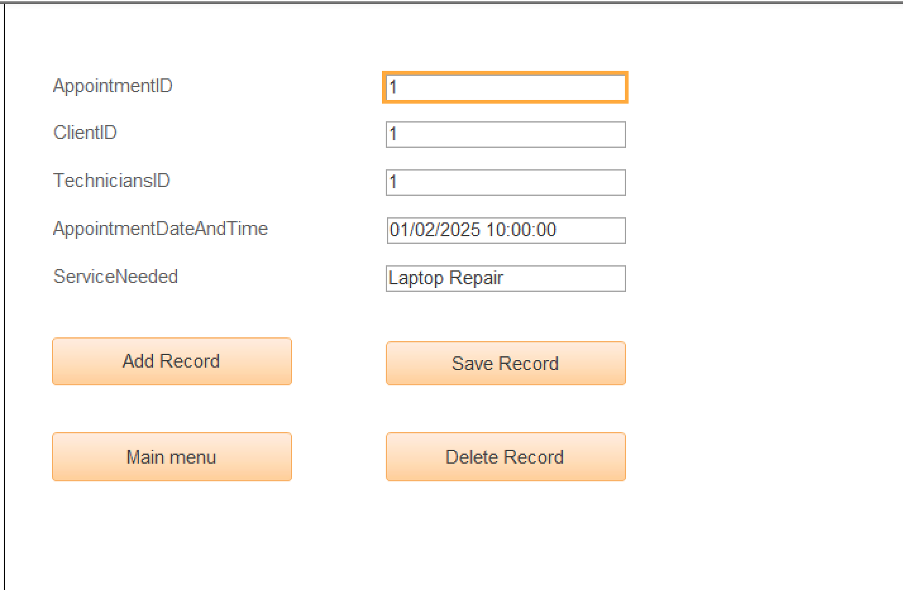 AppointmentID 1
ClientID 1
TechniciansID 1
AppointmentDateAndTime 01/02/2025 10:00:00
ServiceNeeded Laptop Repair
Add Record Save Record
Main menu Delete Record